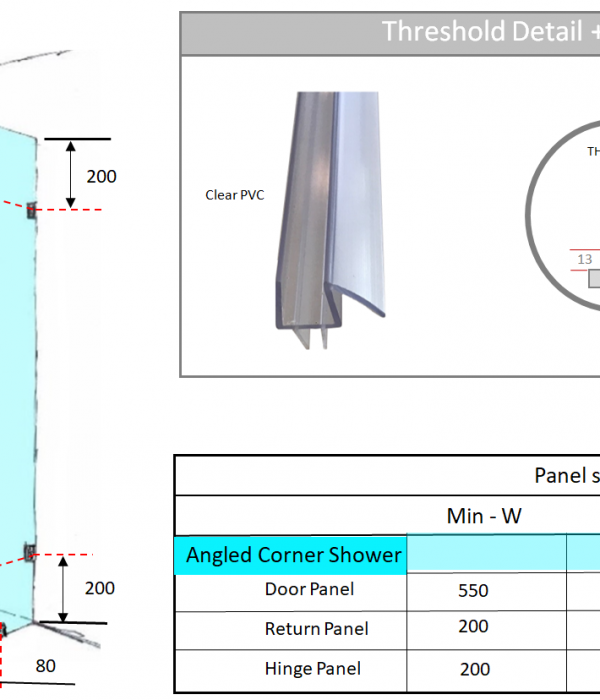 Threshold Detail +
200
Clear PVC
TH
13
Panel s
Min - W
Angled Corner Shower
Door Panel 550
Return Panel 200
Hinge Panel 200
200
80